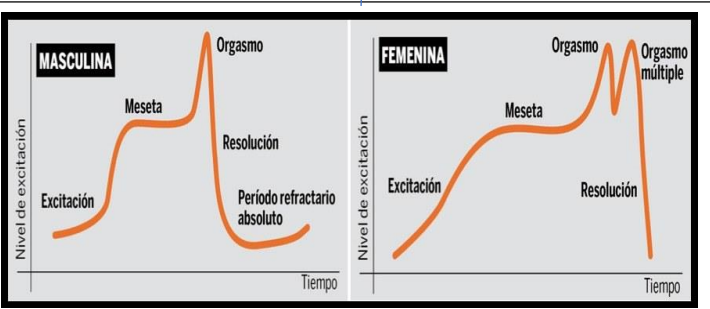 MASCULINA
Nivel de excitación
Excitación
Meseta
Orgasmo
Resolución
Período refractario
absoluto
Tiempo
FEMENINA
Nivel de excitación
Excitación
Meseta
Orgasmo
Orgasmo
múltiple
Resolución
Tiempo